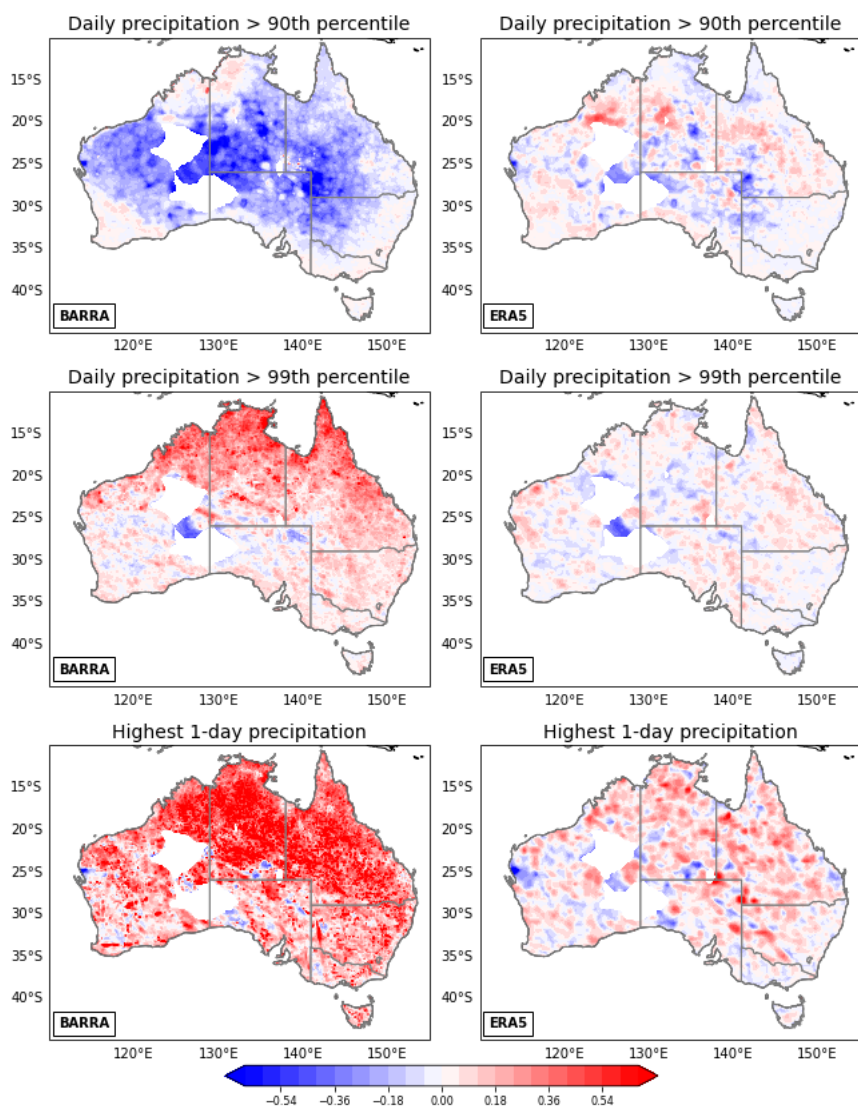 Daily precipitation > 90th percentile
Daily precipitation > 90th percentile
15°S
20°S
25°S
30°S
35°S
40°S
BARRA
120°E 130°E 140°E 150°E
15°S
20°S
25°S
30°S
35°S
40°S
ERA5
120°E 130°E 140°E 150°E
Daily precipitation > 99th percentile
Daily precipitation > 99th percentile
15°S
20°S
25°S
30°S
35°S
40°S
BARRA
120°E 130°E 140°E 150°E
15°S
20°S
25°S
30°S
35°S
40°S
ERA5
120°E 130°E 140°E 150°E
Highest 1-day precipitation
Highest 1-day precipitation
15°S
20°S
25°S
30°S
35°S
40°S
BARRA
120°E 130°E 140°E 150°E
15°S
20°S
25°S
30°S
35°S
40°S
ERA5
120°E 130°E 140°E 150°E
−0.54 −0.36 −0.18 0.00 0.18 0.36 0.54